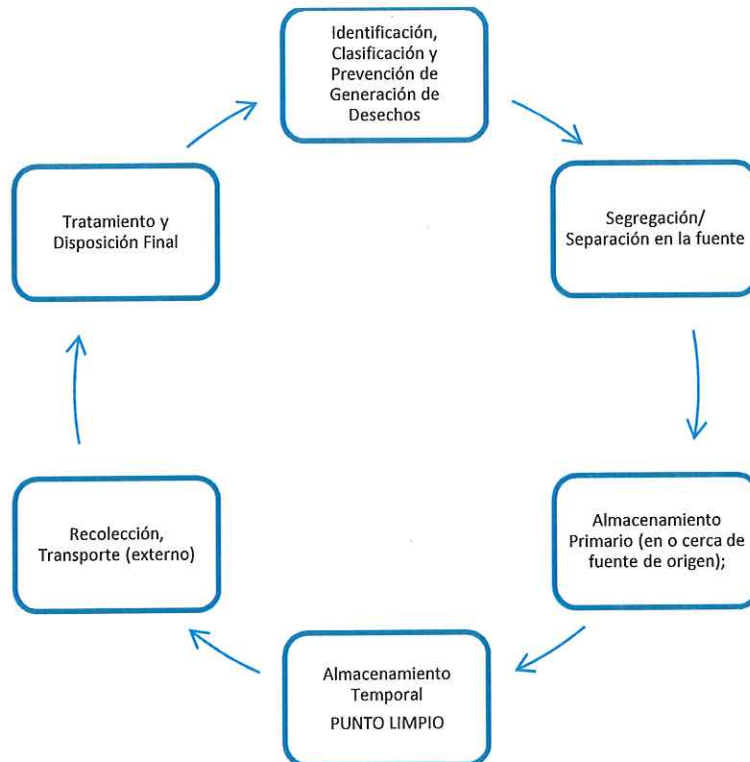 Identificación,
Clasificación y
Prevención de
Generación de
Desechos
Segregación/
Separación en la fuente
Almacenamiento
Primario (en o cerca de
fuente de origen);
Almacenamiento
Temporal
PUNTO LIMPIO
Recolección,
Transporte (externo)
Tratamiento y
Disposición Final